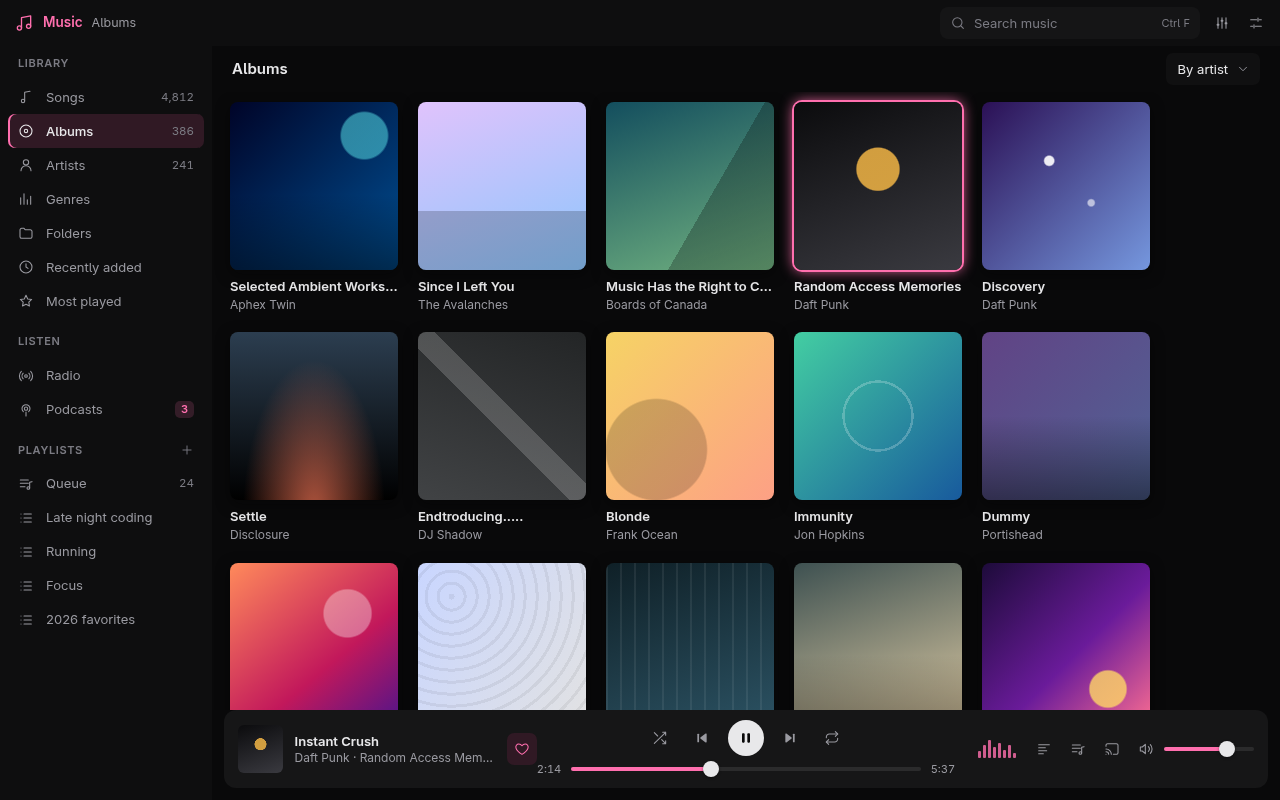 Music Albums
Search music Ctrl F
LIBRARY
Songs 4,812
Albums 386
Artists 241
Genres
Folders
Recently added
Most played
LISTEN
Radio
Podcasts 3
PLAYLISTS
Queue 24
Late night coding
Running
Focus
2026 favorites
Albums
By artist
Selected Ambient Works…
Aphex Twin
Since I Left You
The Avalanches
Music Has the Right to C…
Boards of Canada
Random Access Memories
Daft Punk
Discovery
Daft Punk
Settle
Disclosure
Endtroducing.....
DJ Shadow
Blonde
Frank Ocean
Immunity
Jon Hopkins
Dummy
Portishead
Instant Crush
Daft Punk · Random Access Mem…
2:14
5:37